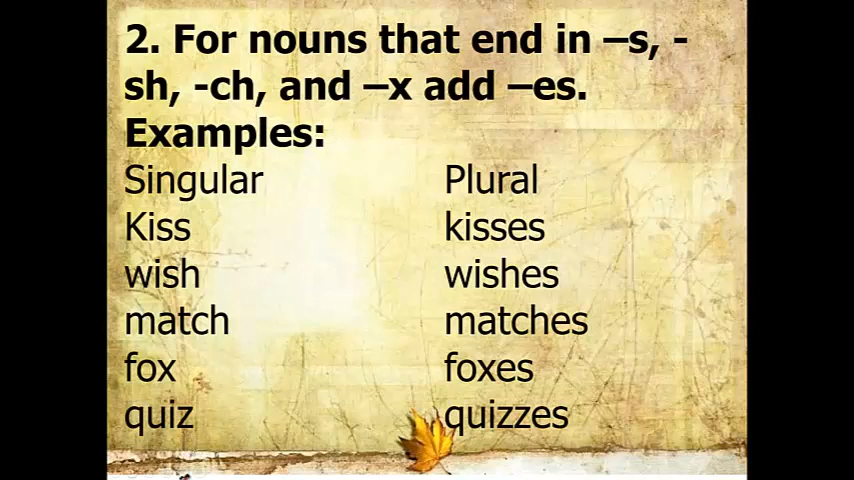 2. For nouns that end in –s, -
sh, -ch, and –x add –es.
Examples:
Singular Plural
Kiss kisses
wish wishes
match matches
fox foxes
quiz quizzes